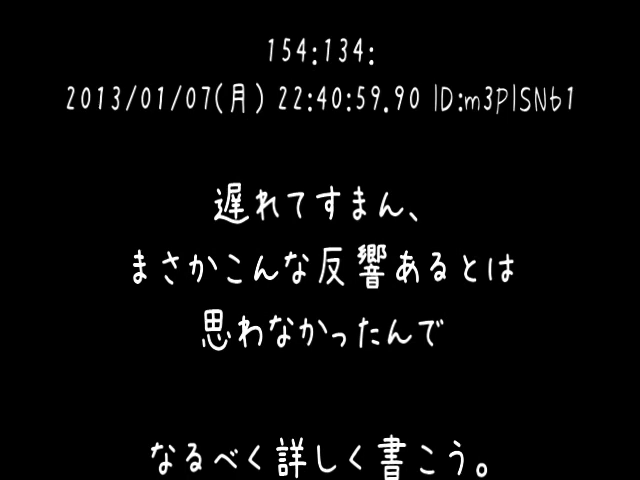 154:134:
2013/01/07(月) 22:40:59.90 ID:m3PlSNb1
遅れてすまん、
まさかこんな反響あるとは
思わなかったんで
なるべく詳しく書こう。